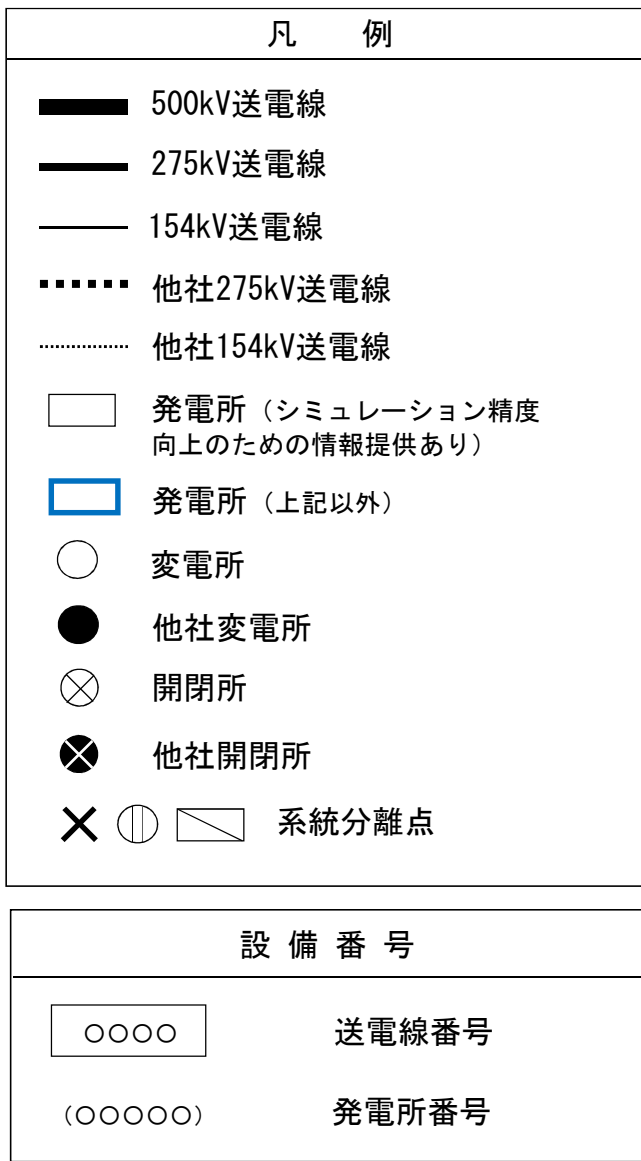 凡　例
500kV送電線
275kV送電線
154kV送電線
他社275kV送電線
他社154kV送電線
発電所（シミュレーション精度
向上のための情報提供あり）
発電所（上記以外）
変電所
他社変電所
開閉所
他社開閉所
系統分離点
設備番号
○○○○ 送電線番号
(○○○○○) 発電所番号